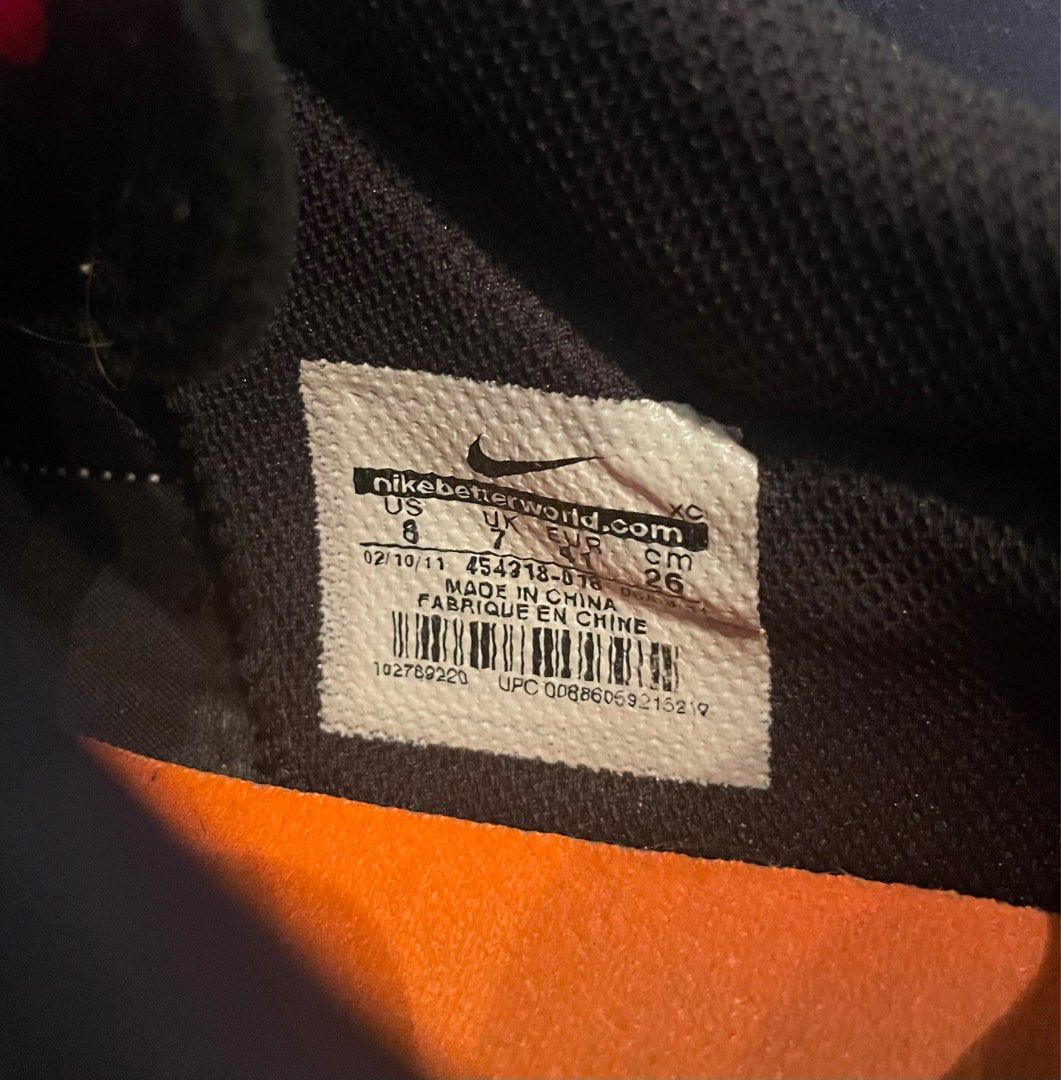 nikebetterworld.com
XC
US UK EUR cm
8 7 41 26
02/10/11 454318-018
MADE IN CHINA
FABRIQUE EN CHINE
102789220 UPC